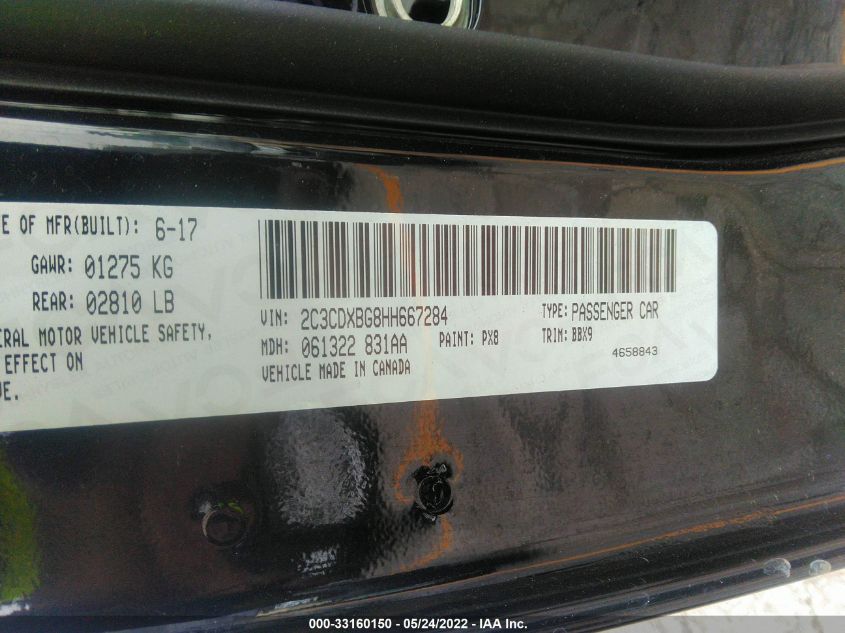 E OF MFR(BUILT): 6-17
GAWR: 01275 KG
REAR: 02810 LB
ERAL MOTOR VEHICLE SAFETY,
EFFECT ON
VE.
VIN: 2C3CDXBG8HH667284 TYPE: PASSENGER CAR
MDH: 061322 831AA PAINT: PX8 TRIM: BBX9
VEHICLE MADE IN CANADA 4658843
000-33160150 - 05/24/2022 - © IAA Inc.